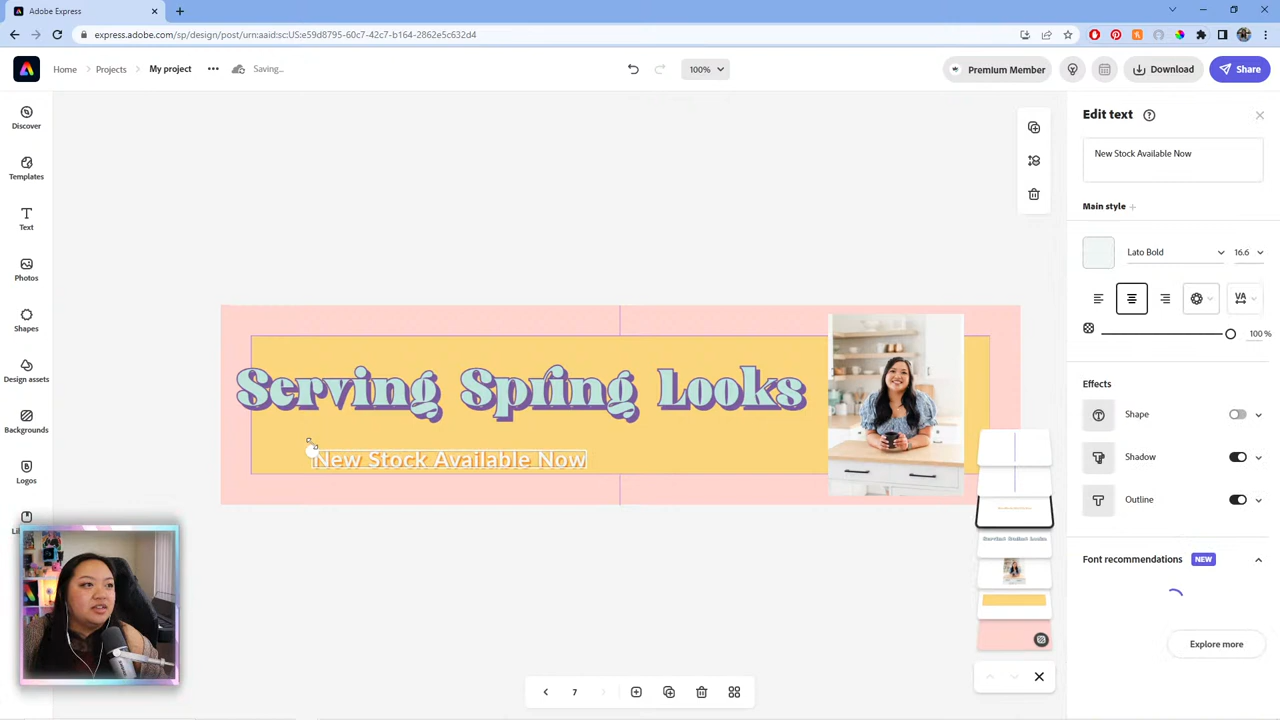 Adobe Express
express.adobe.com/sp/design/post/urn:aaid:sc:US:e59d8795-60c7-42c7-b164-2862e5c632d4
Home
Projects
My project
Saving...
100%
Premium Member
Download
Share
Discover
Templates
Text
Photos
Shapes
Design assets
Backgrounds
Logos
Serving Spring Looks
New Stock Available Now
Edit text
New Stock Available Now
Main style
Lato Bold
16.6
VA
100 %
Effects
Shape
Shadow
Outline
Font recommendations
NEW
Explore more
7